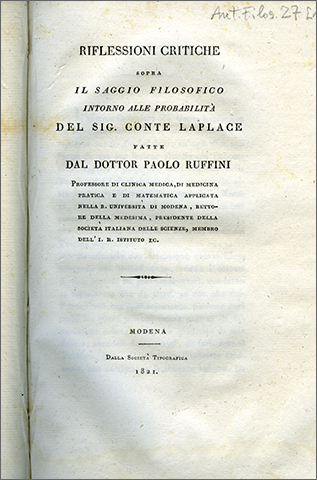 Ant. Filos. 27
RIFLESSIONI CRITICHE
SOPRA
IL SAGGIO FILOSOFICO
INTORNO ALLE PROBABILITÀ
DEL SIG. CONTE LAPLACE
FATTE
DAL DOTTOR PAOLO RUFFINI
PROFESSORE DI CLINICA MEDICA, DI MEDICINA
PRATICA E DI MATEMATICA APPLICATA
NELLA R. UNIVERSITÀ DI MODENA, RETTO-
RE DELLA MEDESIMA, PRESIDENTE DELLA
SOCIETÀ ITALIANA DELLE SCIENZE, MEMBRO
DELL' I. R. ISTITUTO EC.
MODENA
DALLA SOCIETÀ TIPOGRAFICA
1821.